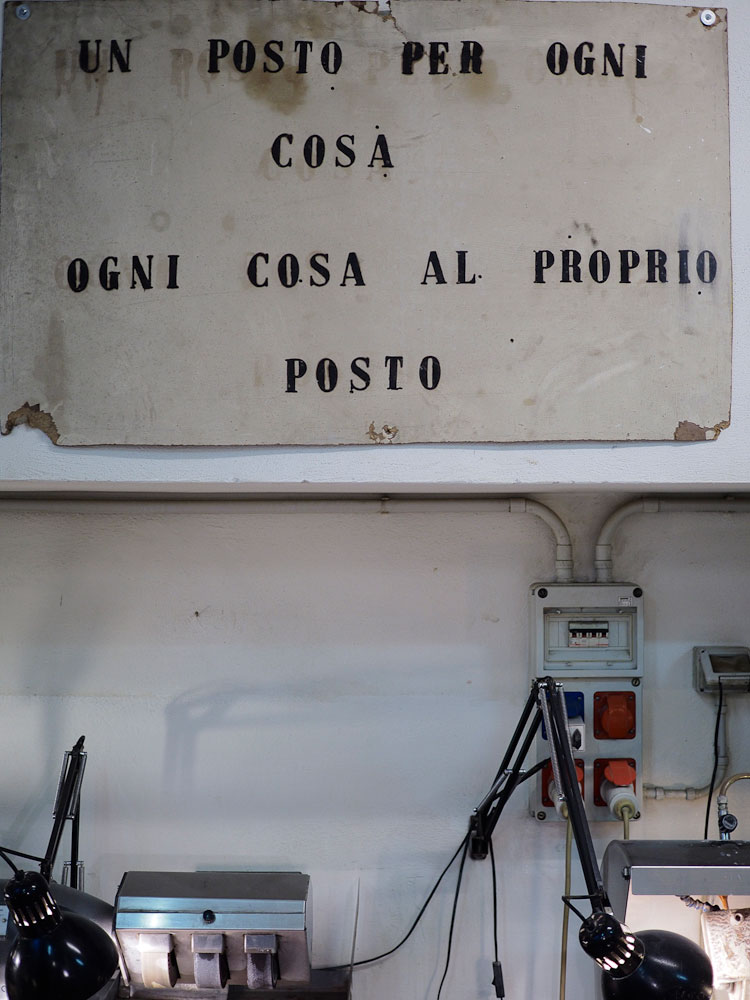 UN POSTO PER OGNI
COSA
OGNI COSA AL PROPRIO
POSTO